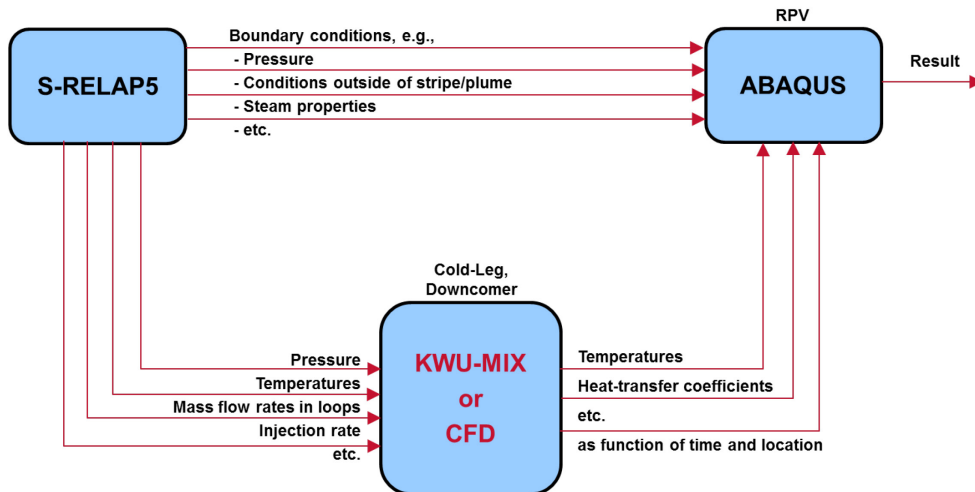 RPV
Boundary conditions, e.g.,
- Pressure
- Conditions outside of stripe/plume
- Steam properties
- etc.
S-RELAP5
ABAQUS
Result
Cold-Leg,
Downcomer
KWU-MIX
or
CFD
Pressure
Temperatures
Mass flow rates in loops
Injection rate
etc.
Temperatures
Heat-transfer coefficients
etc.
as function of time and location